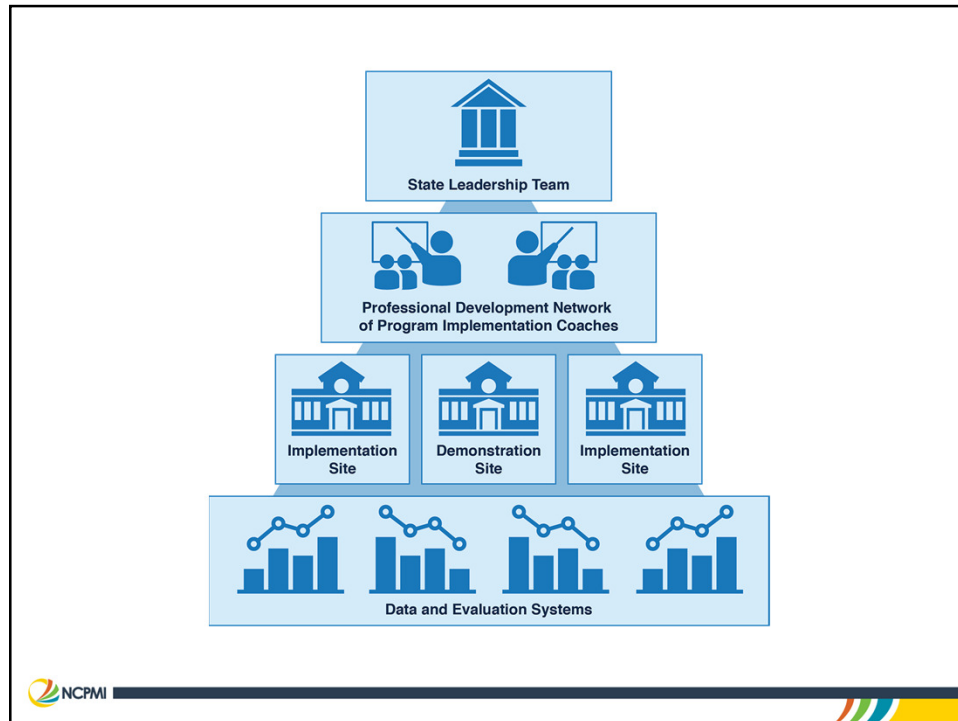 State Leadership Team
Professional Development Network
of Program Implementation Coaches
Implementation
Site
Demonstration
Site
Implementation
Site
Data and Evaluation Systems
NCPMI